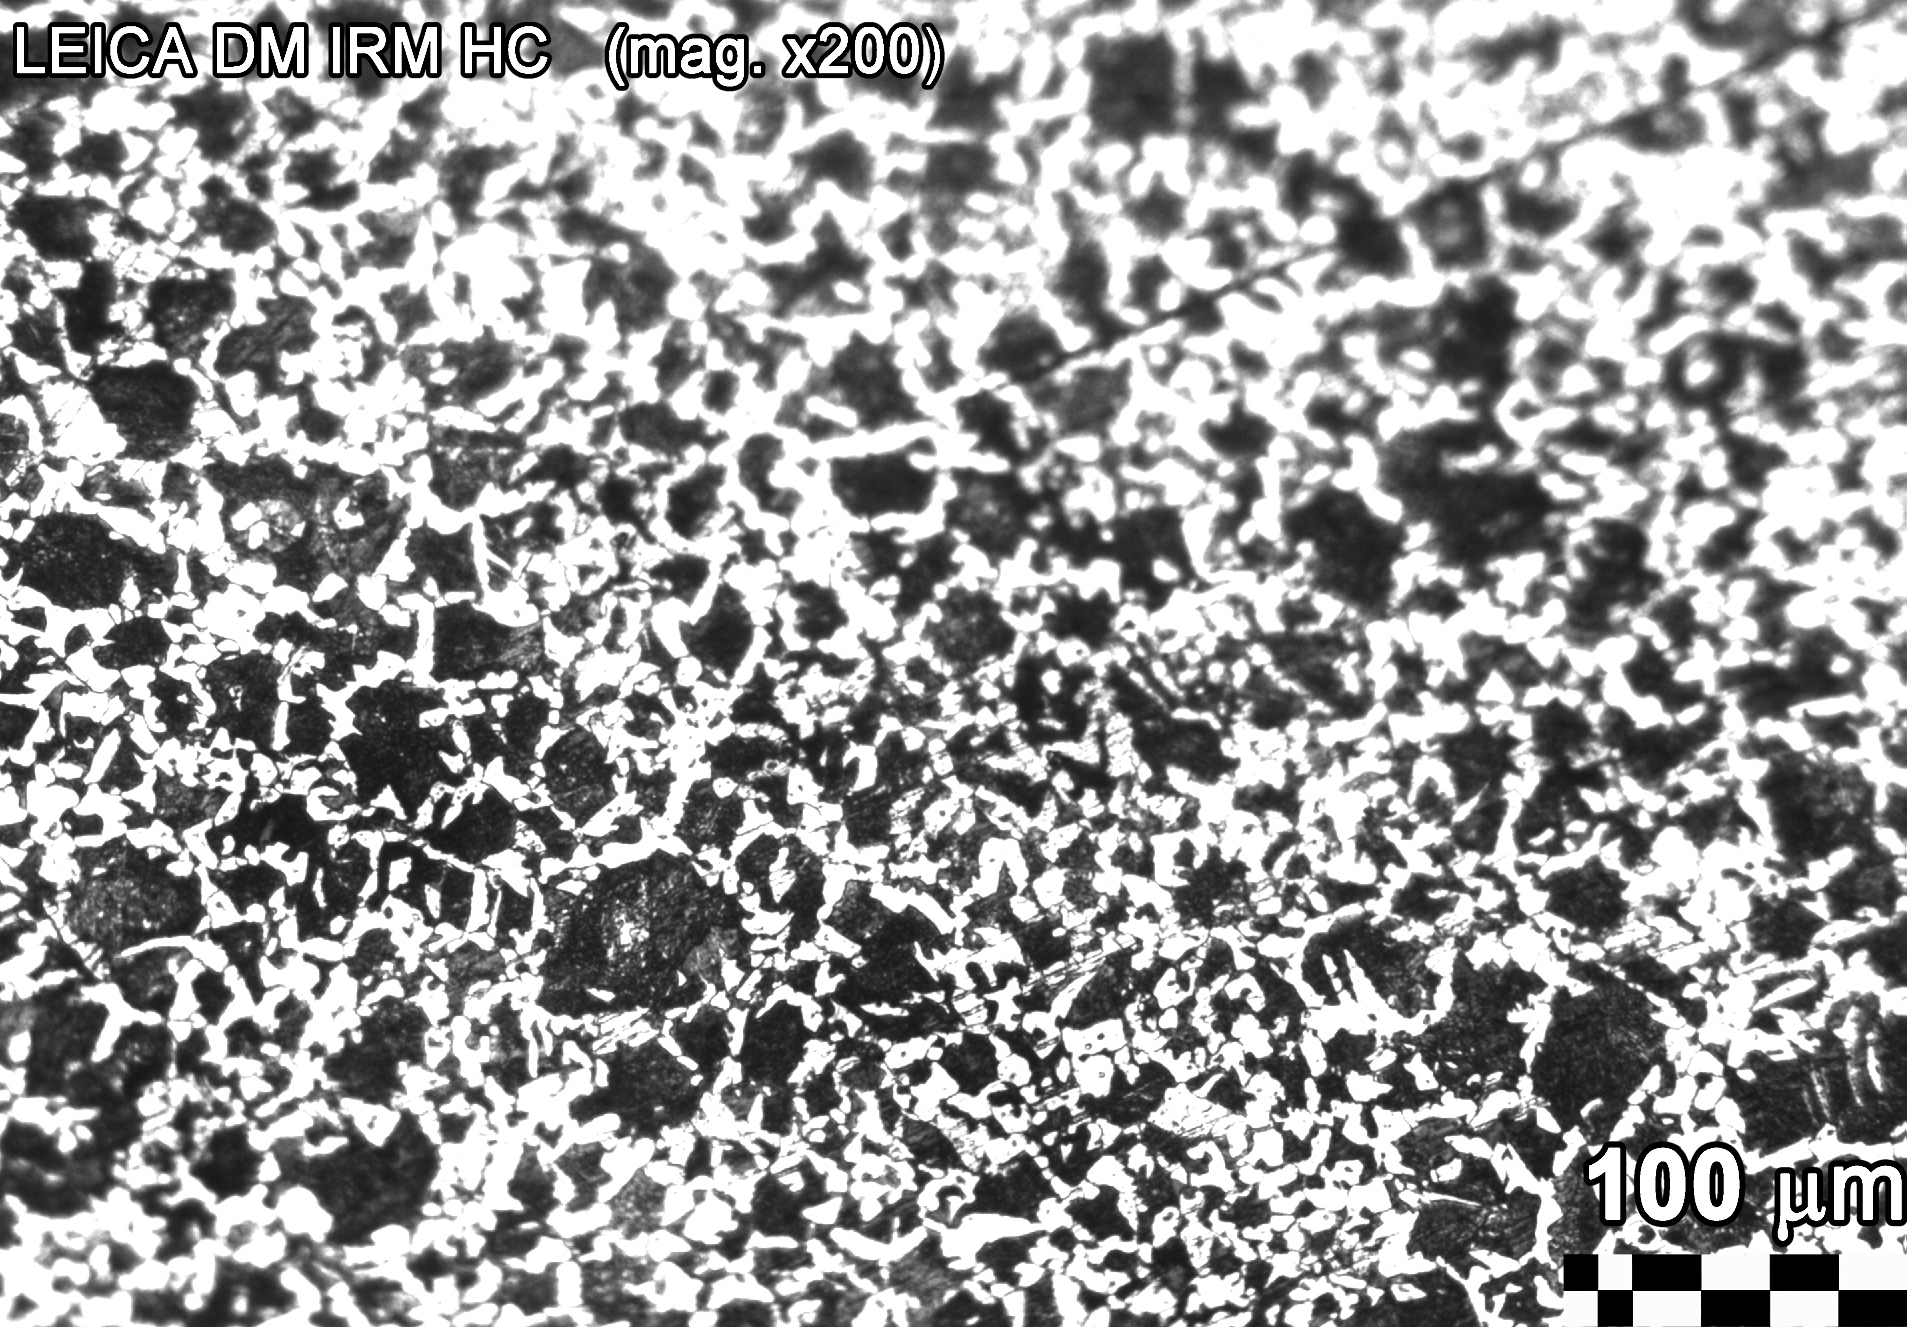 LEICA DM IRM HC (mag. x200)
100 μm